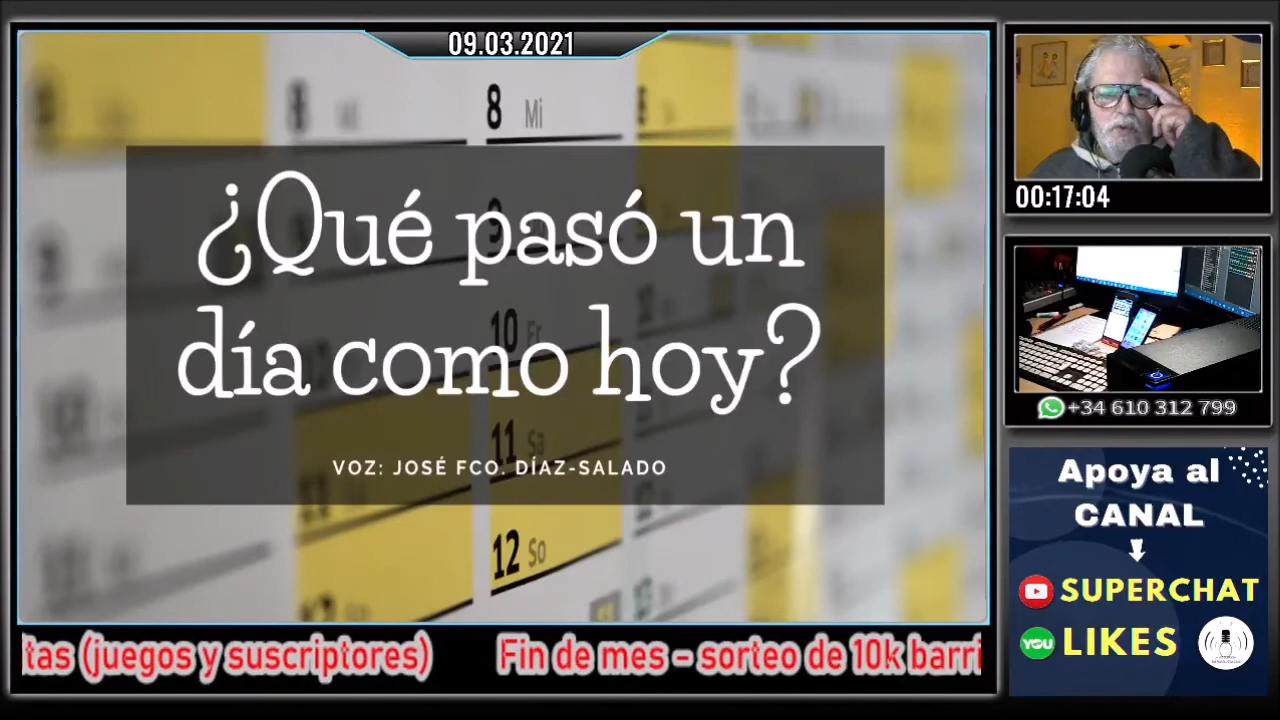 09.03.2021
8 Mi
¿Qué pasó un
día como hoy?
VOZ: JOSÉ FCO. DÍAZ-SALADO
10 Fr
11 Sa
12 So
tas (juegos y suscriptores) Fin de mes - sorteo de 10k barri
00:17:04
+34 610 312 799
Apoya al
CANAL
SUPERCHAT
YOU LIKES